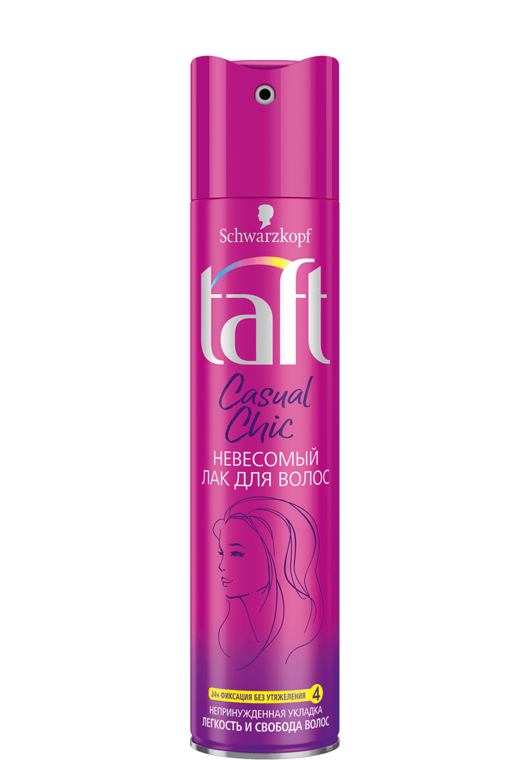 Schwarzkopf
taft
Casual
Chic
НЕВЕСОМЫЙ
ЛАК ДЛЯ ВОЛОС
24ч ФИКСАЦИЯ БЕЗ УТЯЖЕЛЕНИЯ 4
НЕПРИНУЖДЕННАЯ УКЛАДКА
ЛЕГКОСТЬ И СВОБОДА ВОЛОС